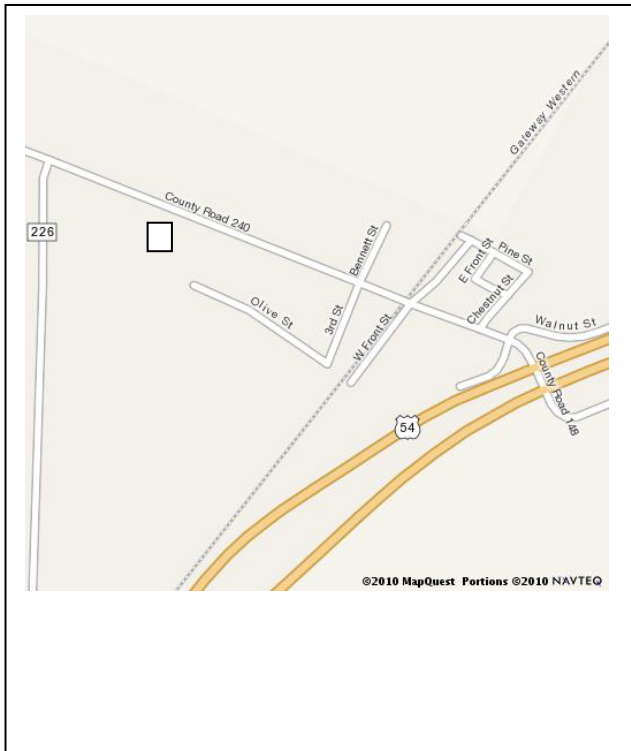 Gateway Western
County Road 240
226
Bennett St
Pine St
E Front St
Chestnut St
Olive St
3rd St
W Front St
Walnut St
County Road 148
54
©2010 MapQuest Portions ©2010 NAVTEQ